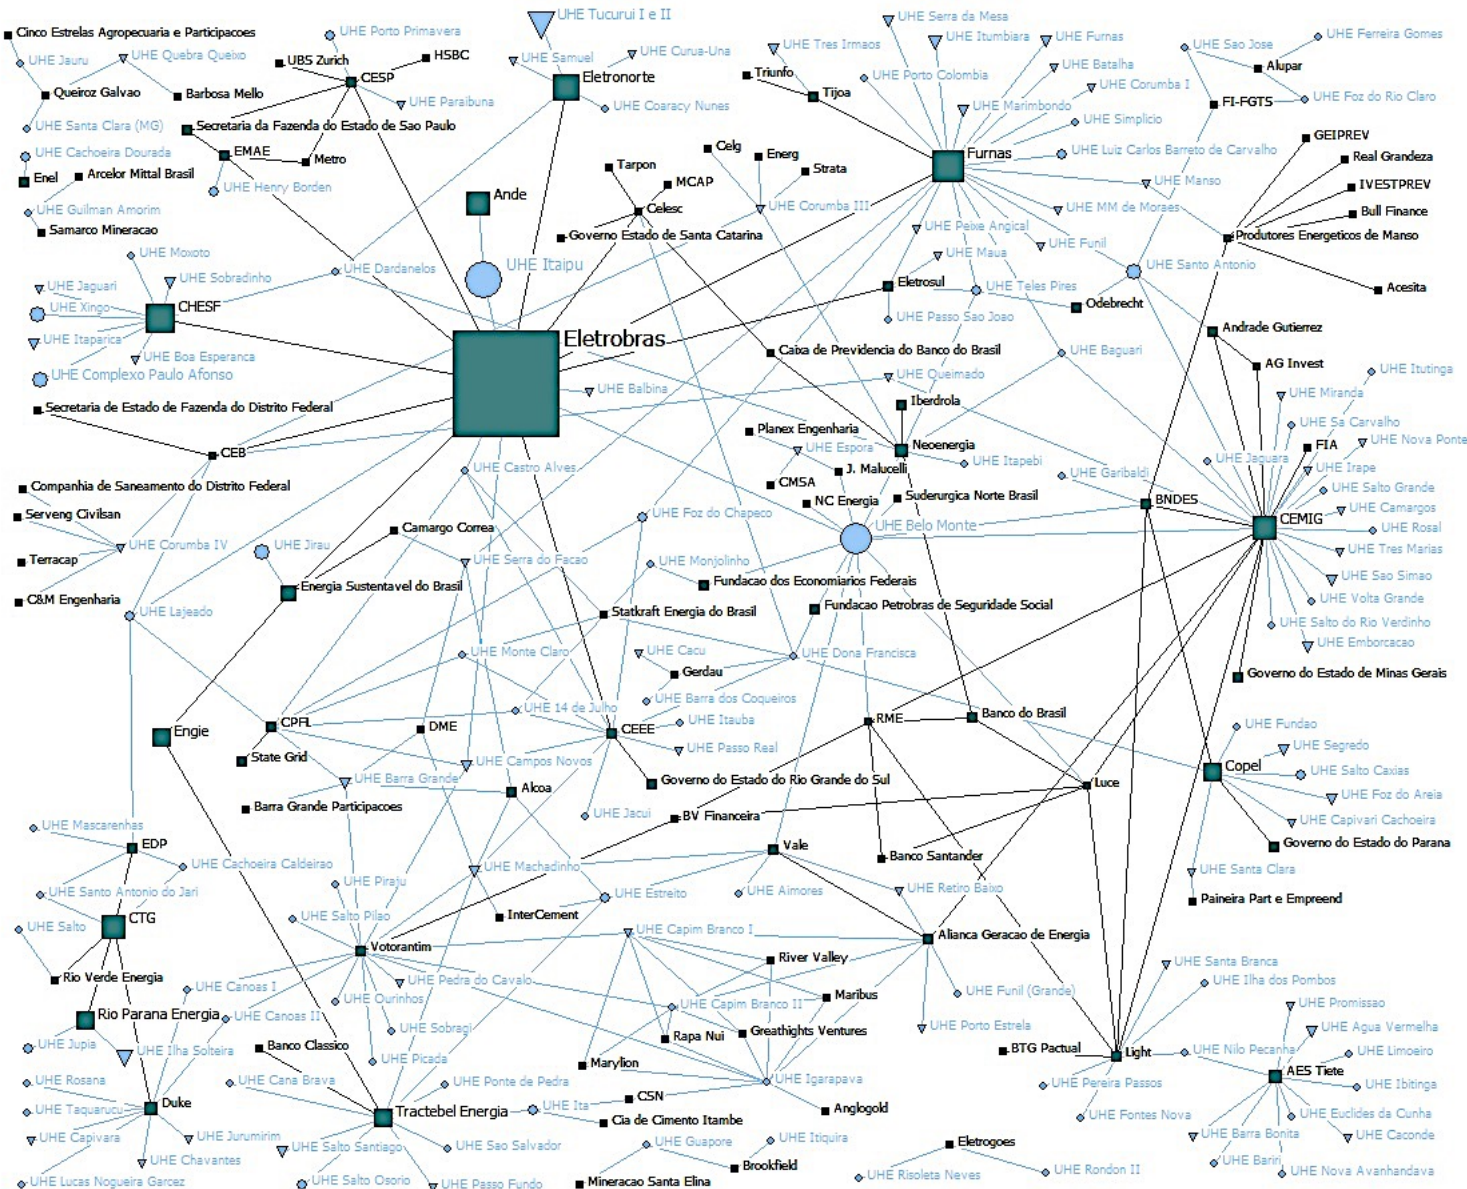 Cinco Estrelas Agropecuaria e Participacoes
UHE Jauru
UHE Quebra Queixo
Queiroz Galvao
Barbosa Mello
UHE Santa Clara (MG)
UHE Cachoeira Dourada
Enel
Arcelor Mittal Brasil
UHE Guilman Amorim
Samarco Mineracao
UHE Porto Primavera
UBS Zurich
HSBC
CESP
UHE Paraibuna
Secretaria da Fazenda do Estado de Sao Paulo
EMAE
Metro
UHE Henry Borden
UHE Tucurui I e II
UHE Samuel
UHE Curua-Una
Eletronorte
UHE Coaracy Nunes
Ande
UHE Itaipu
Tarpon
MCAP
Celesc
Governo Estado de Santa Catarina
Celg
Energ
Strata
UHE Corumba III
UHE Serra da Mesa
UHE Tres Irmaos
UHE Itumbiara
UHE Furnas
Triunfo
Tijoa
UHE Porto Colombia
UHE Batalha
UHE Corumba I
UHE Marimbondo
UHE Simplicio
Furnas
UHE Luiz Carlos Barreto de Carvalho
UHE Manso
UHE MM de Moraes
UHE Peixe Angical
UHE Funil
UHE Maua
UHE Sao Jose
UHE Ferreira Gomes
Alupar
FI-FGTS
UHE Foz do Rio Claro
GEIPREV
Real Grandeza
IVESTPREV
Bull Finance
Produtores Energeticos de Manso
Acesita
UHE Santo Antonio
Eletrosul
UHE Teles Pires
Odebrecht
UHE Passo Sao Joao
Andrade Gutierrez
AG Invest
UHE Moxoto
UHE Sobradinho
UHE Jaguari
CHESF
UHE Xingo
UHE Itaparica
UHE Boa Esperanca
UHE Complexo Paulo Afonso
UHE Dardanelos
Eletrobras
UHE Balbina
Caixa de Previdencia do Banco do Brasil
UHE Baguari
UHE Queimado
Iberdrola
Neoenergia
UHE Itapebi
Planex Engenharia
UHE Espora
J. Malucelli
CMSA
NC Energia
Suderurgica Norte Brasil
UHE Belo Monte
UHE Garibaldi
BNDES
UHE Itutinga
UHE Miranda
UHE Sa Carvalho
FIA
UHE Nova Ponte
UHE Jaguara
UHE Irape
UHE Salto Grande
UHE Camargos
CEMIG
UHE Rosal
UHE Tres Marias
UHE Sao Simao
UHE Volta Grande
UHE Salto do Rio Verdinho
UHE Emborcacao
Governo do Estado de Minas Gerais
Secretaria de Estado de Fazenda do Distrito Federal
CEB
Companhia de Saneamento do Distrito Federal
Serveng Civilsan
UHE Corumba IV
Terracap
C&M Engenharia
UHE Lajeado
UHE Castro Alves
Camargo Correa
UHE Jirau
Energia Sustentavel do Brasil
UHE Serra do Facao
UHE Foz do Chapeco
UHE Monjolinho
Fundacao dos Economiarios Federais
Statkraft Energia do Brasil
Fundacao Petrobras de Seguridade Social
UHE Monte Claro
UHE Cacu
UHE Dona Francisca
Gerdau
UHE Barra dos Coqueiros
UHE 14 de Julho
UHE Itauba
CEEE
UHE Passo Real
Engie
CPFL
State Grid
DME
UHE Campos Novos
UHE Barra Grande
Alcoa
Barra Grande Participacoes
Governo do Estado do Rio Grande do Sul
UHE Jacui
BV Financeira
RME
Banco do Brasil
Luce
Banco Santander
UHE Fundao
UHE Segredo
Copel
UHE Salto Caxias
UHE Foz do Areia
UHE Capivari Cachoeira
Governo do Estado do Parana
UHE Santa Clara
Paineira Part e Empreend
UHE Mascarenhas
EDP
UHE Cachoeira Caldeirao
UHE Santo Antonio do Jari
CTG
UHE Salto
Rio Verde Energia
Rio Parana Energia
UHE Jupia
UHE Ilha Solteira
UHE Piraju
UHE Machadinho
UHE Salto Pilao
InterCement
UHE Estreito
Vale
UHE Aimores
UHE Retiro Baixo
Votorantim
UHE Capim Branco I
Alianca Geracao de Energia
River Valley
UHE Pedra do Cavalo
UHE Canoas I
UHE Ourinhos
UHE Capim Branco II
Maribus
UHE Funil (Grande)
UHE Canoas II
UHE Sobragi
Rapa Nui
Greathights Ventures
UHE Porto Estrela
Banco Classico
UHE Picada
Marylion
UHE Igarapava
UHE Rosana
UHE Cana Brava
UHE Ponte de Pedra
CSN
Anglogold
UHE Taquarucu
Duke
Tractebel Energia
UHE Ita
Cia de Cimento Itambe
UHE Capivara
UHE Jurumirim
UHE Salto Santiago
UHE Sao Salvador
UHE Chavantes
UHE Lucas Nogueira Garcez
UHE Salto Osorio
UHE Passo Fundo
UHE Guapore
UHE Itiquira
Brookfield
Mineracao Santa Elina
Eletrogoes
UHE Risoleta Neves
UHE Rondon II
UHE Santa Branca
UHE Ilha dos Pombos
UHE Promissao
UHE Agua Vermelha
BTG Pactual
Light
UHE Nilo Pecanha
UHE Limoeiro
AES Tiete
UHE Pereira Passos
UHE Ibitinga
UHE Fontes Nova
UHE Euclides da Cunha
UHE Barra Bonita
UHE Caconde
UHE Bariri
UHE Nova Avanhandava